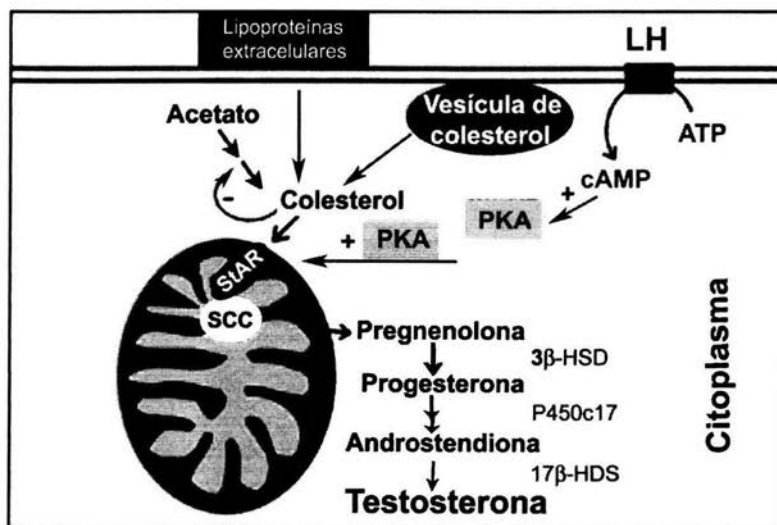 Lipoproteínas
extracelulares
LH
Acetato
Vesícula de
colesterol
ATP
-
Colesterol
cAMP
+
PKA
+
PKA
StAR
SCC
Pregnenolona
3β-HSD
Progesterona
P450c17
Androstendiona
17β-HDS
Testosterona
Citoplasma